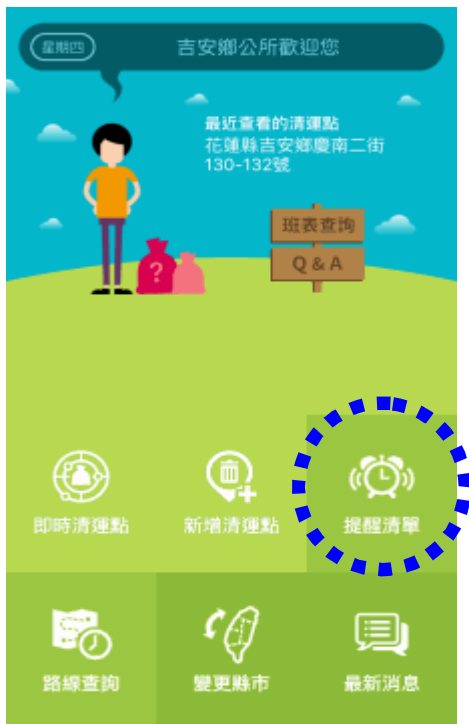 星期四
吉安鄉公所歡迎您
最近查看的清運點
花蓮縣吉安鄉慶南二街
130-132號
班表查詢
Q & A
?
即時清運點
新增清運點
提醒清單
路線查詢
變更縣市
最新消息